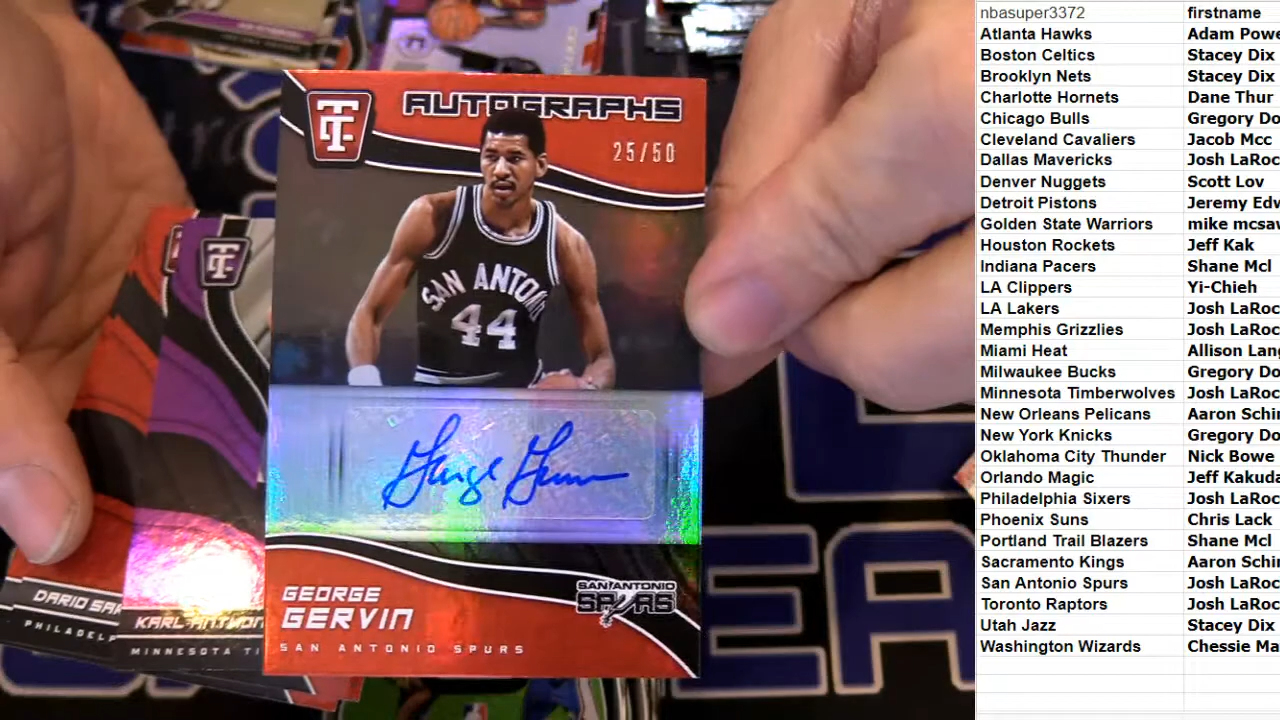 AUTOGRAPHS
25/50
SAN ANTONIO
44
George Gervin
GEORGE
GERVIN
SAN ANTONIO
SPURS
SAN ANTONIO SPURS
DARIO
PHILADELP
KARL-ANTHON
MINNESOTA TI
nbasuper3372 firstname
Atlanta Hawks Adam Powe
Boston Celtics Stacey Dix
Brooklyn Nets Stacey Dix
Charlotte Hornets Dane Thur
Chicago Bulls Gregory Do
Cleveland Cavaliers Jacob Mcc
Dallas Mavericks Josh LaRoc
Denver Nuggets Scott Lov
Detroit Pistons Jeremy Edw
Golden State Warriors mike mcsaw
Houston Rockets Jeff Kak
Indiana Pacers Shane Mcl
LA Clippers Yi-Chieh
LA Lakers Josh LaRoc
Memphis Grizzlies Josh LaRoc
Miami Heat Allison Lang
Milwaukee Bucks Gregory Do
Minnesota Timberwolves Josh LaRoc
New Orleans Pelicans Aaron Schin
New York Knicks Gregory Do
Oklahoma City Thunder Nick Bowe
Orlando Magic Jeff Kakuda
Philadelphia Sixers Josh LaRoc
Phoenix Suns Chris Lack
Portland Trail Blazers Shane Mcl
Sacramento Kings Aaron Schin
San Antonio Spurs Josh LaRoc
Toronto Raptors Josh LaRoc
Utah Jazz Stacey Dix
Washington Wizards Chessie Ma